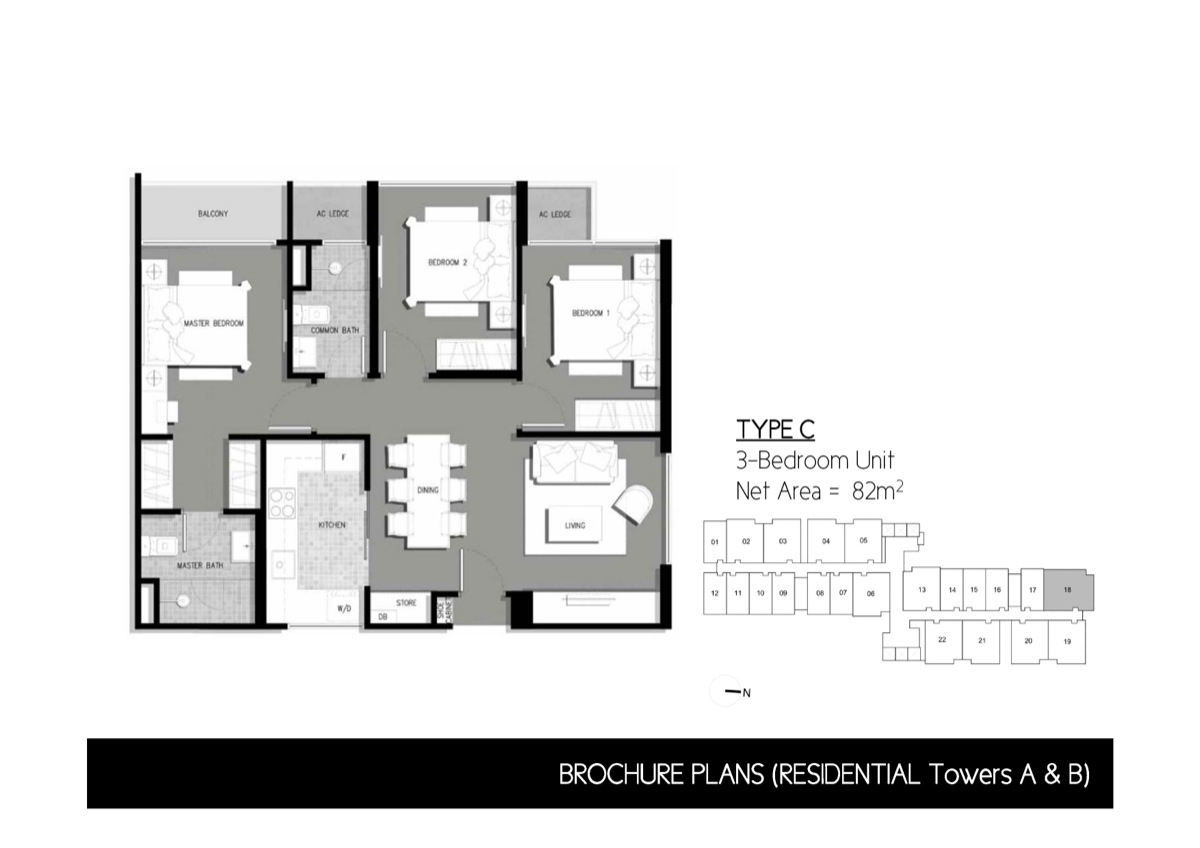 BALCONY
AC LEDGE
AC LEDGE
BEDROOM 2
BEDROOM 1
MASTER BEDROOM
COMMON BATH
F
DINING
KITCHEN
LIVING
MASTER BATH
W/D
STORE
DB
SHOE
CABINET
TYPE C
3-Bedroom Unit
Net Area = 82m²
01 02 03 04 05
12 11 10 09 08 07 06
13 14 15 16 17 18
22 21 20 19
N
BROCHURE PLANS (RESIDENTIAL Towers A & B)